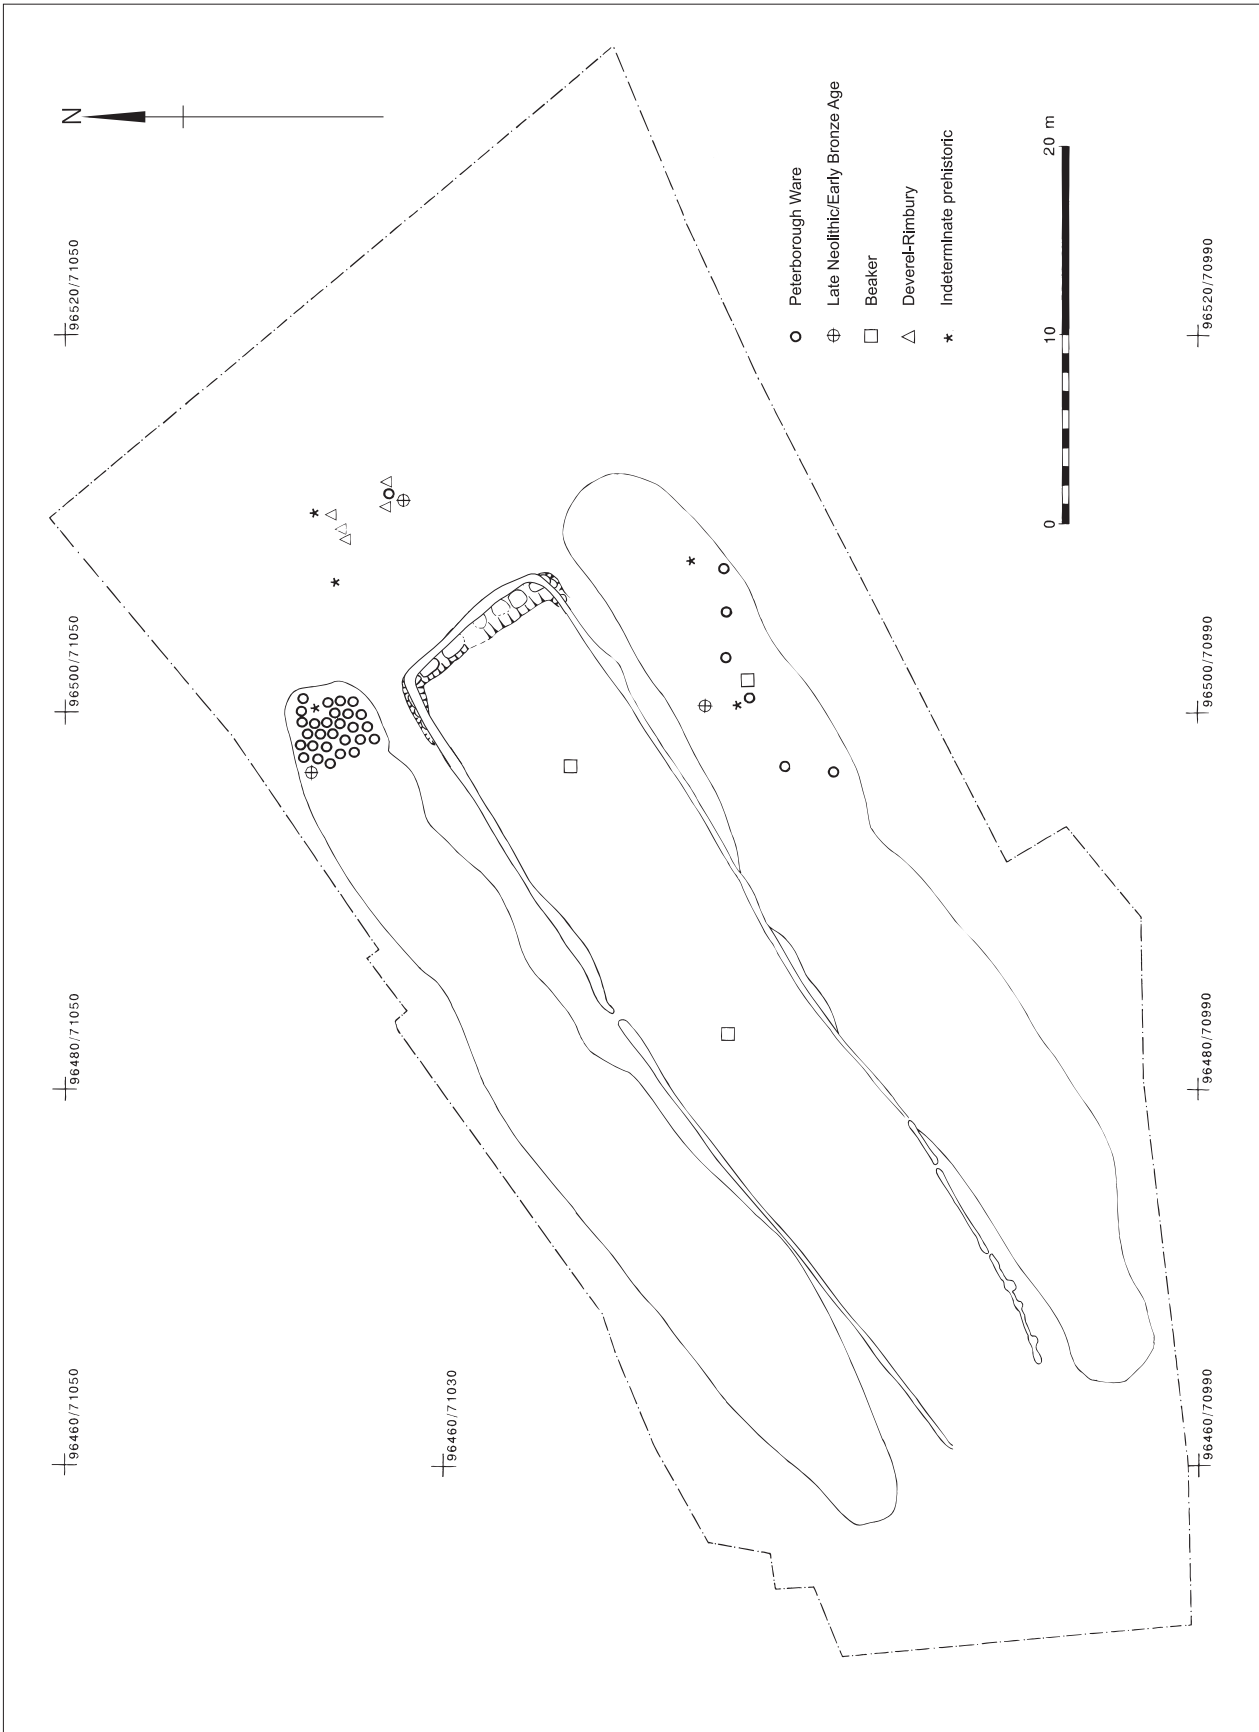 N
96460/71050
96480/71050
96500/71050
96520/71050
96460/71030
Peterborough Ware
Late Neolithic/Early Bronze Age
Beaker
Deverel-Rimbury
Indeterminate prehistoric
0 10 20 m
96460/70990
96480/70990
96500/70990
96520/70990